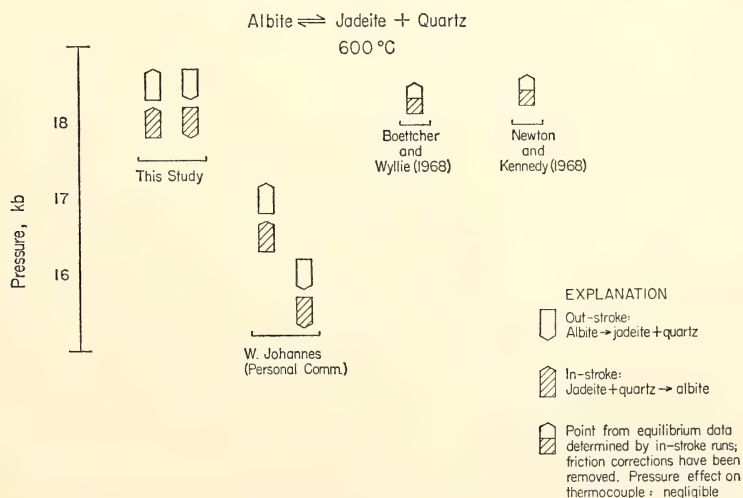 Albite ⇌ Jadeite + Quartz
600 °C
Pressure, kb
18
17
16
This Study
W. Johannes
(Personal Comm.)
Boettcher
and
Wyllie (1968)
Newton
and
Kennedy (1968)
EXPLANATION
Out-stroke:
Albite→jadeite+quartz
In-stroke:
Jadeite+quartz→albite
Point from equilibrium data
determined by in-stroke runs;
friction corrections have been
removed. Pressure effect on
thermocouple: negligible